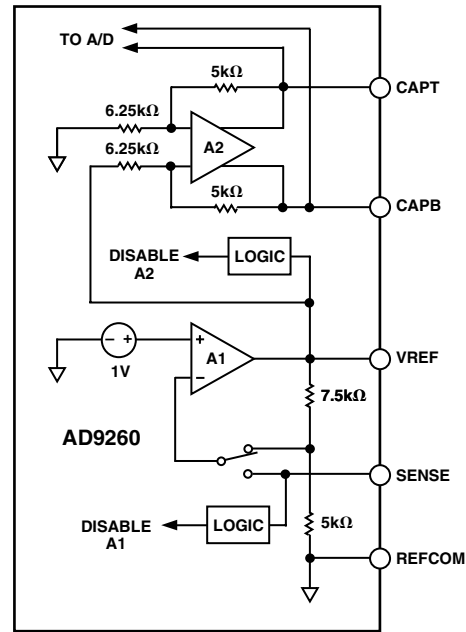 TO A/D
5kΩ
CAPT
6.25kΩ
6.25kΩ
A2
5kΩ
CAPB
DISABLE
A2
LOGIC
- +
1V
+
A1
-
VREF
7.5kΩ
AD9260
SENSE
DISABLE
A1
LOGIC
5kΩ
REFCOM